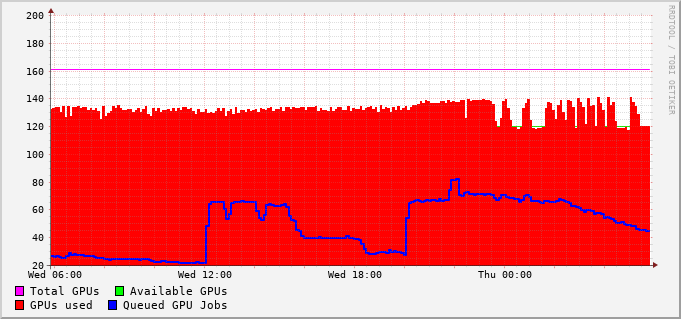 200
180
160
140
120
100
80
60
40
20
Wed 06:00 Wed 12:00 Wed 18:00 Thu 00:00
Total GPUs Available GPUs
GPUs used Queued GPU Jobs
RRDTOOL / TOBI OETIKER